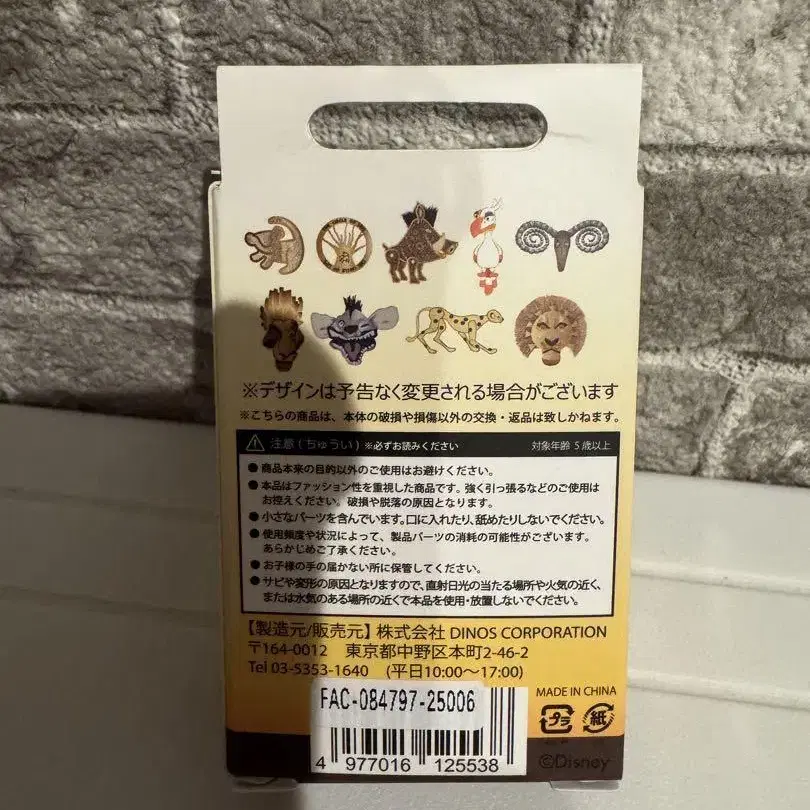 ※デザインは予告なく変更される場合がございます
※こちらの商品は、本体の破損や損傷以外の交換・返品は致しかねます。
注意(ちゅうい) ※必ずお読みください 対象年齢 5歳以上
●商品本来の目的以外のご使用はお避けください。
●本品はファッション性を重視した商品です。強く引っ張るなどのご使用は
お控えください。破損や脱落の原因となります。
●小さなパーツを含んでいます。口に入れたり、舐めたりしないでください。
●使用頻度や状況によって、製品パーツの消耗の可能性がございます。
あらかじめご了承ください。
●お子様の手の届かない所に保管してください。
●サビや変形の原因となりますので、直射日光の当たる場所や火気の近く、
または水気のある場所の近くで本品を使用・放置しないでください。
【製造元/販売元】株式会社 DINOS CORPORATION
〒164-0012 東京都中野区本町2-46-2
Tel 03-5353-1640 (平日10:00〜17:00)
FAC-084797-25006
MADE IN CHINA
プラ 紙
4 977016 125538
©Disney